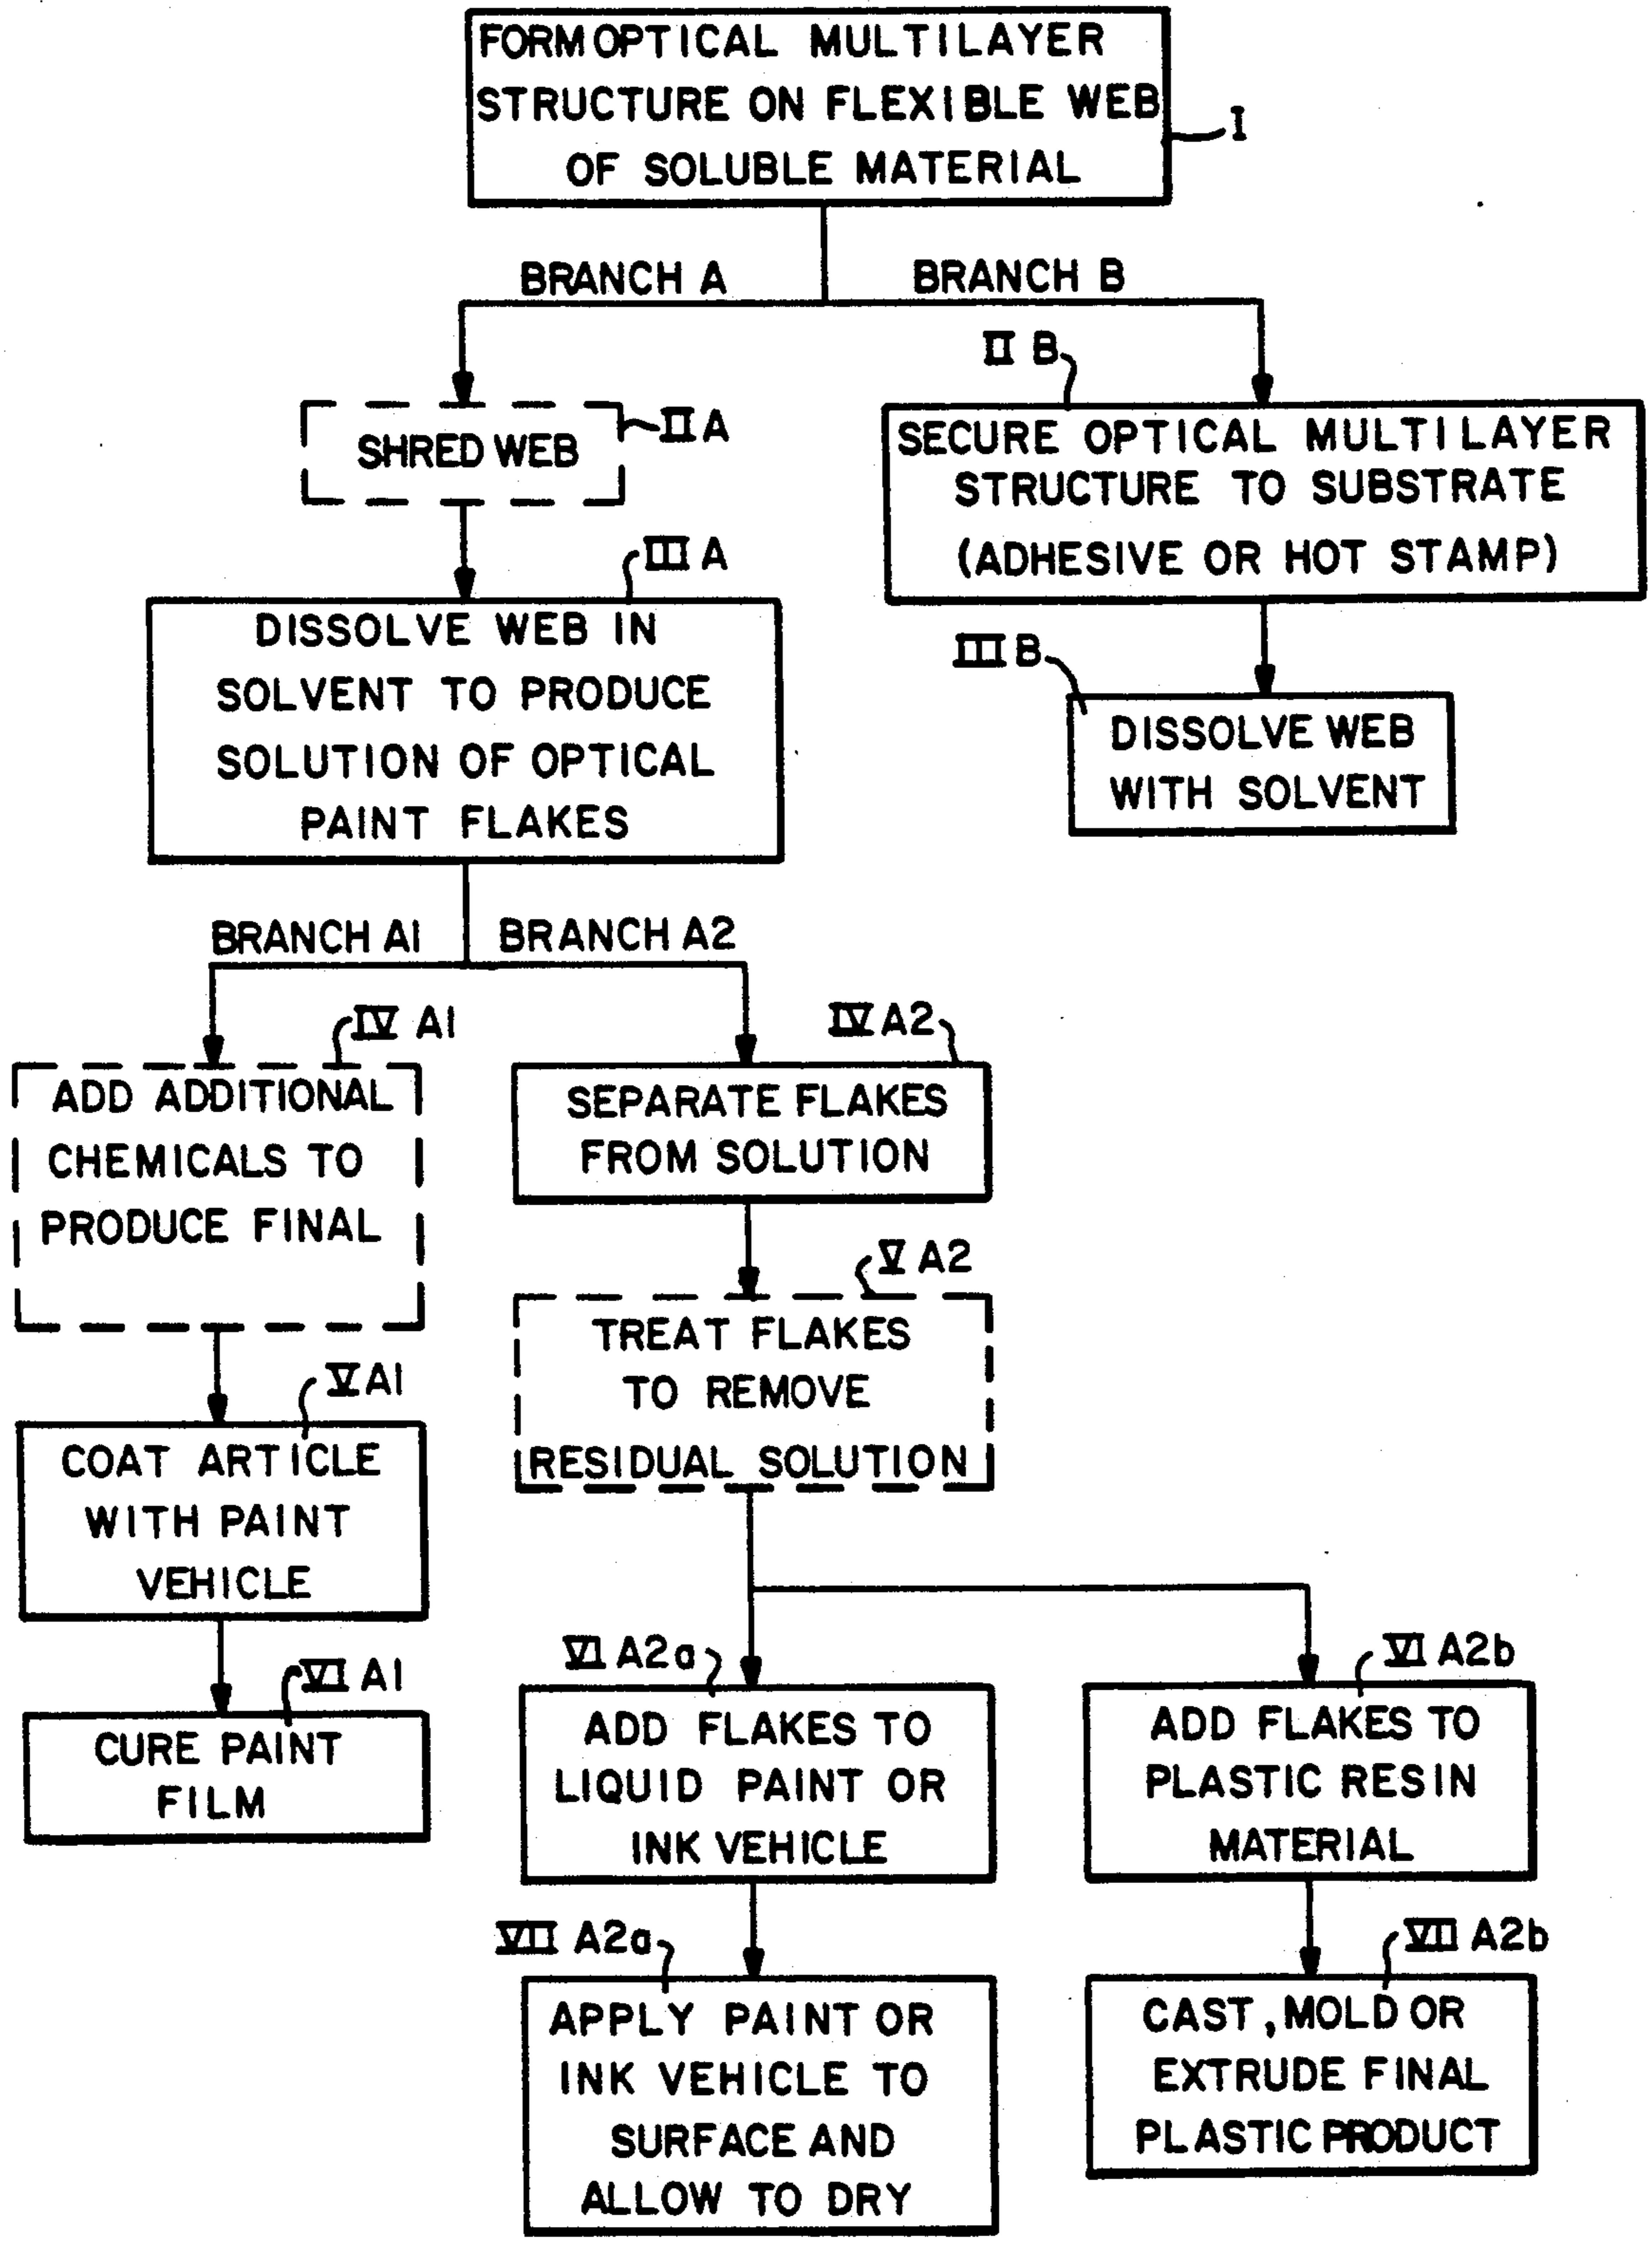 FORM OPTICAL MULTILAYER
STRUCTURE ON FLEXIBLE WEB
OF SOLUBLE MATERIAL
I
BRANCH A
BRANCH B
II A
SHRED WEB
II B
SECURE OPTICAL MULTILAYER
STRUCTURE TO SUBSTRATE
(ADHESIVE OR HOT STAMP)
III A
DISSOLVE WEB IN
SOLVENT TO PRODUCE
SOLUTION OF OPTICAL
PAINT FLAKES
III B
DISSOLVE WEB
WITH SOLVENT
BRANCH A1
BRANCH A2
IV A1
ADD ADDITIONAL
CHEMICALS TO
PRODUCE FINAL
IV A2
SEPARATE FLAKES
FROM SOLUTION
V A2
TREAT FLAKES
TO REMOVE
RESIDUAL SOLUTION
V A1
COAT ARTICLE
WITH PAINT
VEHICLE
VI A1
CURE PAINT
FILM
VI A2a
ADD FLAKES TO
LIQUID PAINT OR
INK VEHICLE
VI A2b
ADD FLAKES TO
PLASTIC RESIN
MATERIAL
VII A2a
APPLY PAINT OR
INK VEHICLE TO
SURFACE AND
ALLOW TO DRY
VII A2b
CAST, MOLD OR
EXTRUDE FINAL
PLASTIC PRODUCT